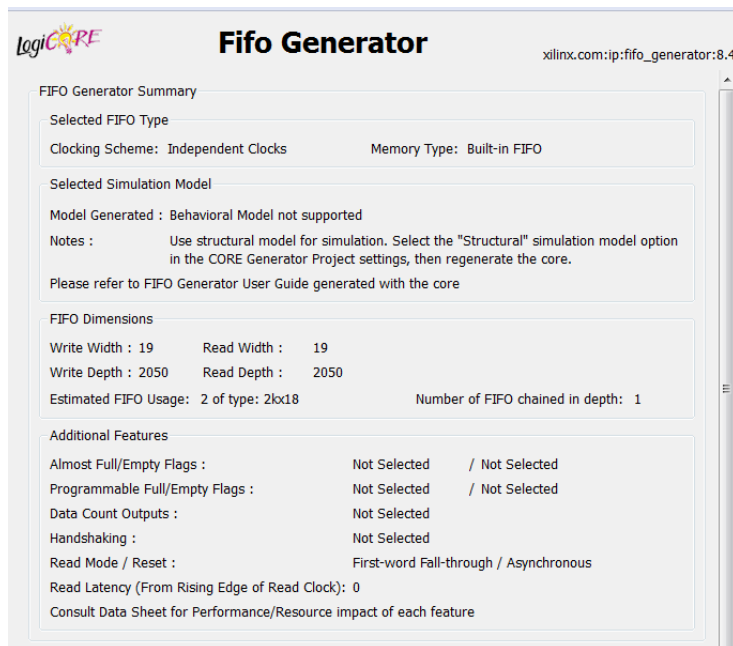 LogiCORE
Fifo Generator
xilinx.com:ip:fifo_generator:8.4
FIFO Generator Summary
Selected FIFO Type
Clocking Scheme: Independent Clocks Memory Type: Built-in FIFO
Selected Simulation Model
Model Generated : Behavioral Model not supported
Notes : Use structural model for simulation. Select the "Structural" simulation model option
in the CORE Generator Project settings, then regenerate the core.
Please refer to FIFO Generator User Guide generated with the core
FIFO Dimensions
Write Width : 19 Read Width : 19
Write Depth : 2050 Read Depth : 2050
Estimated FIFO Usage: 2 of type: 2kx18 Number of FIFO chained in depth: 1
Additional Features
Almost Full/Empty Flags : Not Selected / Not Selected
Programmable Full/Empty Flags : Not Selected / Not Selected
Data Count Outputs : Not Selected
Handshaking : Not Selected
Read Mode / Reset : First-word Fall-through / Asynchronous
Read Latency (From Rising Edge of Read Clock): 0
Consult Data Sheet for Performance/Resource impact of each feature